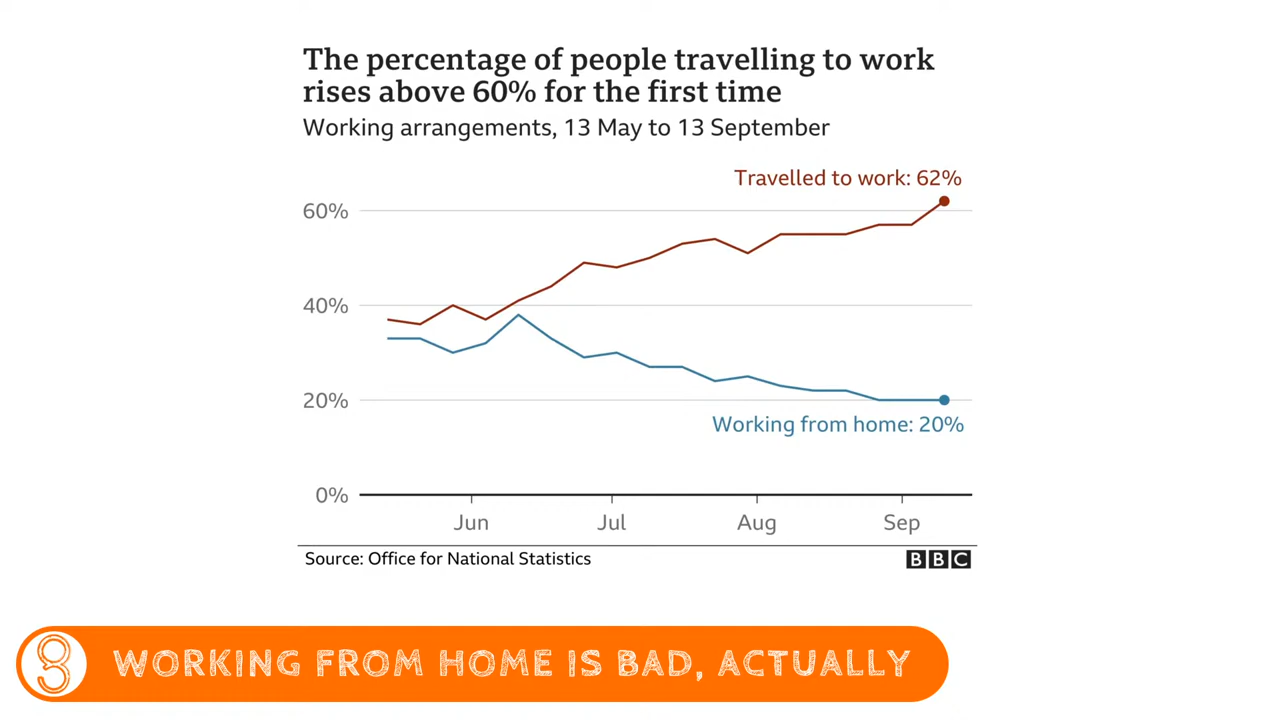 The percentage of people travelling to work
rises above 60% for the first time
Working arrangements, 13 May to 13 September
Travelled to work: 62%
60%
40%
20%
Working from home: 20%
0%
Jun Jul Aug Sep
Source: Office for National Statistics
BBC
8 WORKING FROM HOME IS BAD, ACTUALLY